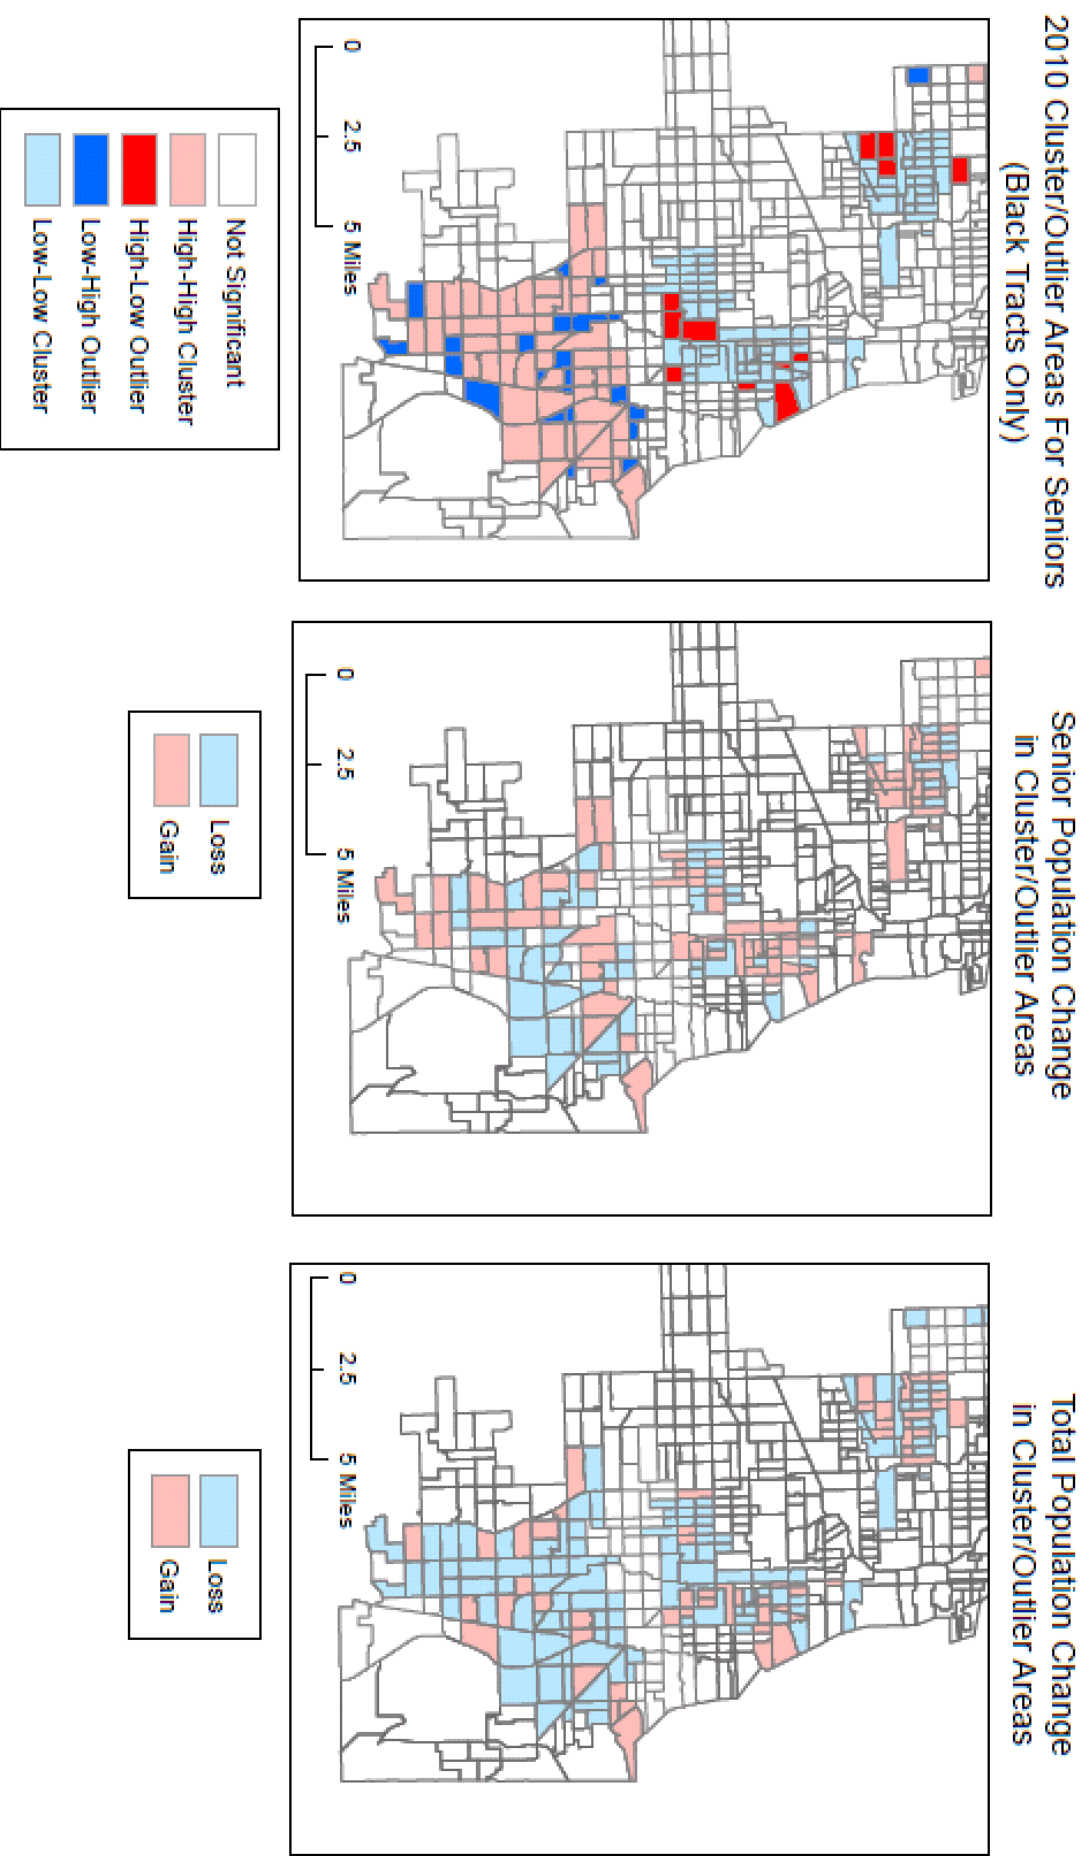 2010 Cluster/Outlier Areas For Seniors
(Black Tracts Only)
0 2.5 5 Miles
Not Significant
High-High Cluster
High-Low Outlier
Low-High Outlier
Low-Low Cluster
Senior Population Change
in Cluster/Outlier Areas
0 2.5 5 Miles
Loss
Gain
Total Population Change
in Cluster/Outlier Areas
0 2.5 5 Miles
Loss
Gain